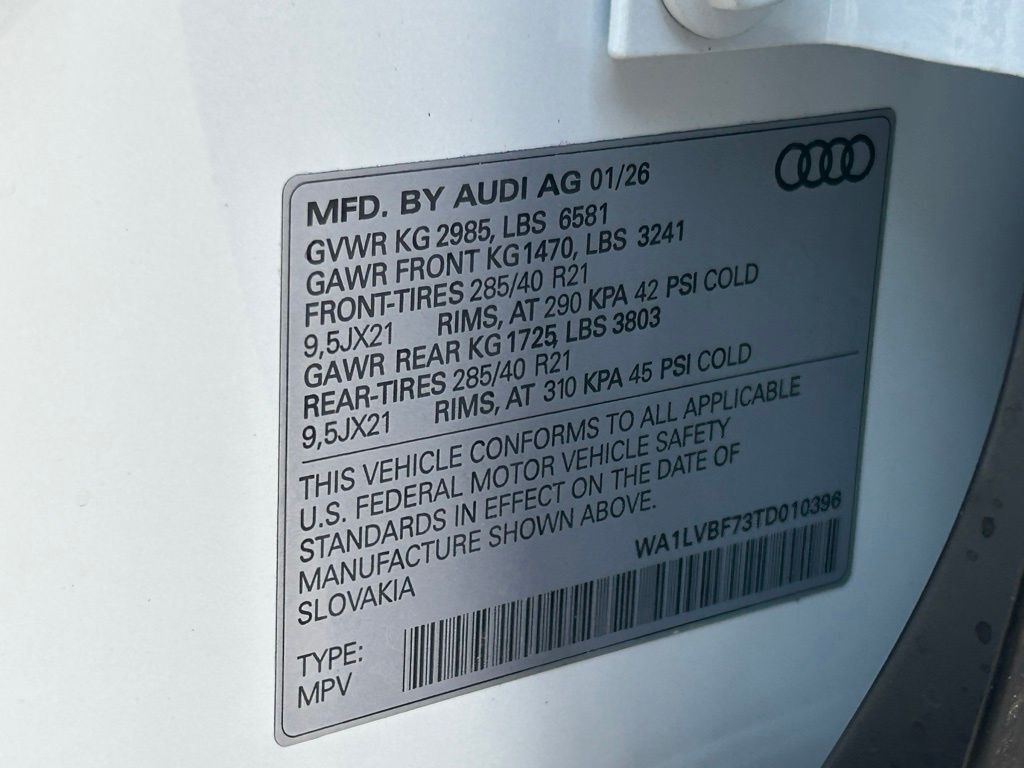 MFD. BY AUDI AG 01/26
GVWR KG 2985, LBS 6581
GAWR FRONT KG 1470, LBS 3241
FRONT-TIRES 285/40 R21
9,5JX21 RIMS, AT 290 KPA 42 PSI COLD
GAWR REAR KG 1725, LBS 3803
REAR-TIRES 285/40 R21
9,5JX21 RIMS, AT 310 KPA 45 PSI COLD
THIS VEHICLE CONFORMS TO ALL APPLICABLE
U.S. FEDERAL MOTOR VEHICLE SAFETY
STANDARDS IN EFFECT ON THE DATE OF
MANUFACTURE SHOWN ABOVE.
SLOVAKIA
WA1LVBF73TD010396
TYPE:
MPV